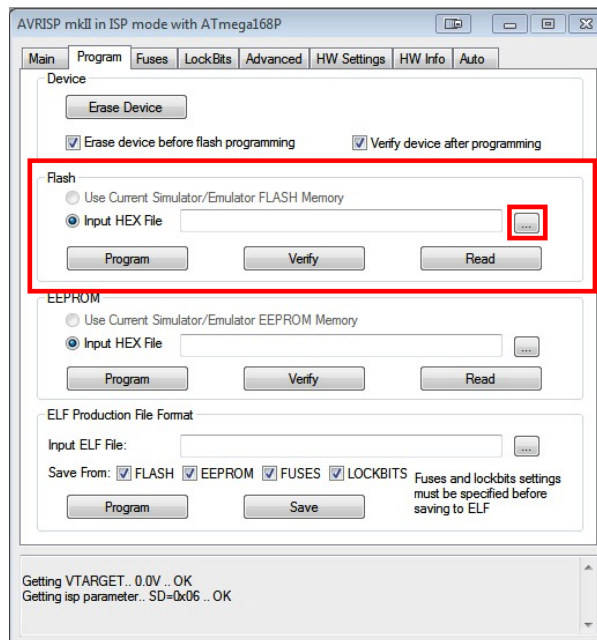 AVRISP mkII in ISP mode with ATmega168P
Main Program Fuses LockBits Advanced HW Settings HW Info Auto
Device
Erase Device
Erase device before flash programming Verify device after programming
Flash
Use Current Simulator/Emulator FLASH Memory
Input HEX File ...
Program Verify Read
EEPROM
Use Current Simulator/Emulator EEPROM Memory
Input HEX File ...
Program Verify Read
ELF Production File Format
Input ELF File: ...
Save From: FLASH EEPROM FUSES LOCKBITS
Fuses and lockbits settings
must be specified before
saving to ELF
Program Save
Getting VTARGET.. 0.0V .. OK
Getting isp parameter.. SD=0x06 .. OK